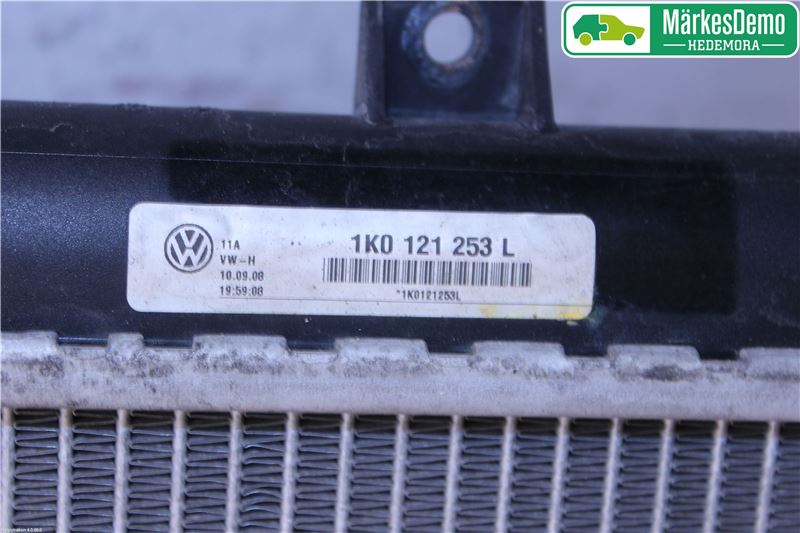 MärkesDemo
HEDEMORA
11A
VW-H
10.09.08
19:59:08
1K0 121 253 L
*1K0121253L